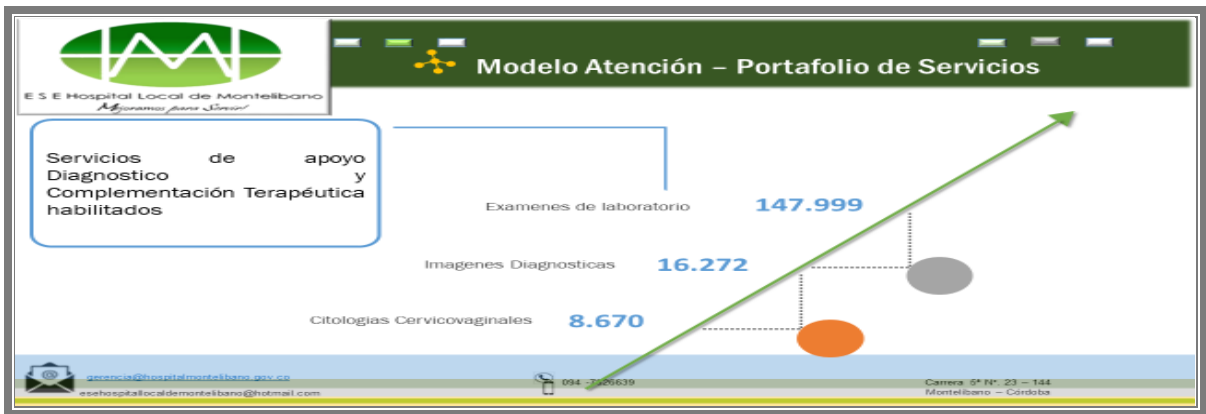 E S E Hospital Local de Montelibano
Mejoramos para Servir!
Modelo Atención – Portafolio de Servicios
Servicios de apoyo
Diagnostico y
Complementación Terapéutica
habilitados
Examenes de laboratorio 147.999
Imagenes Diagnosticas 16.272
Citologias Cervicovaginales 8.670
gerencia@hospitalmontelibano.gov.co
esehospitallocaldemontelibano@hotmail.com
094 -7626639
Carrera 5ª Nº. 23 – 144
Montelibano – Córdoba